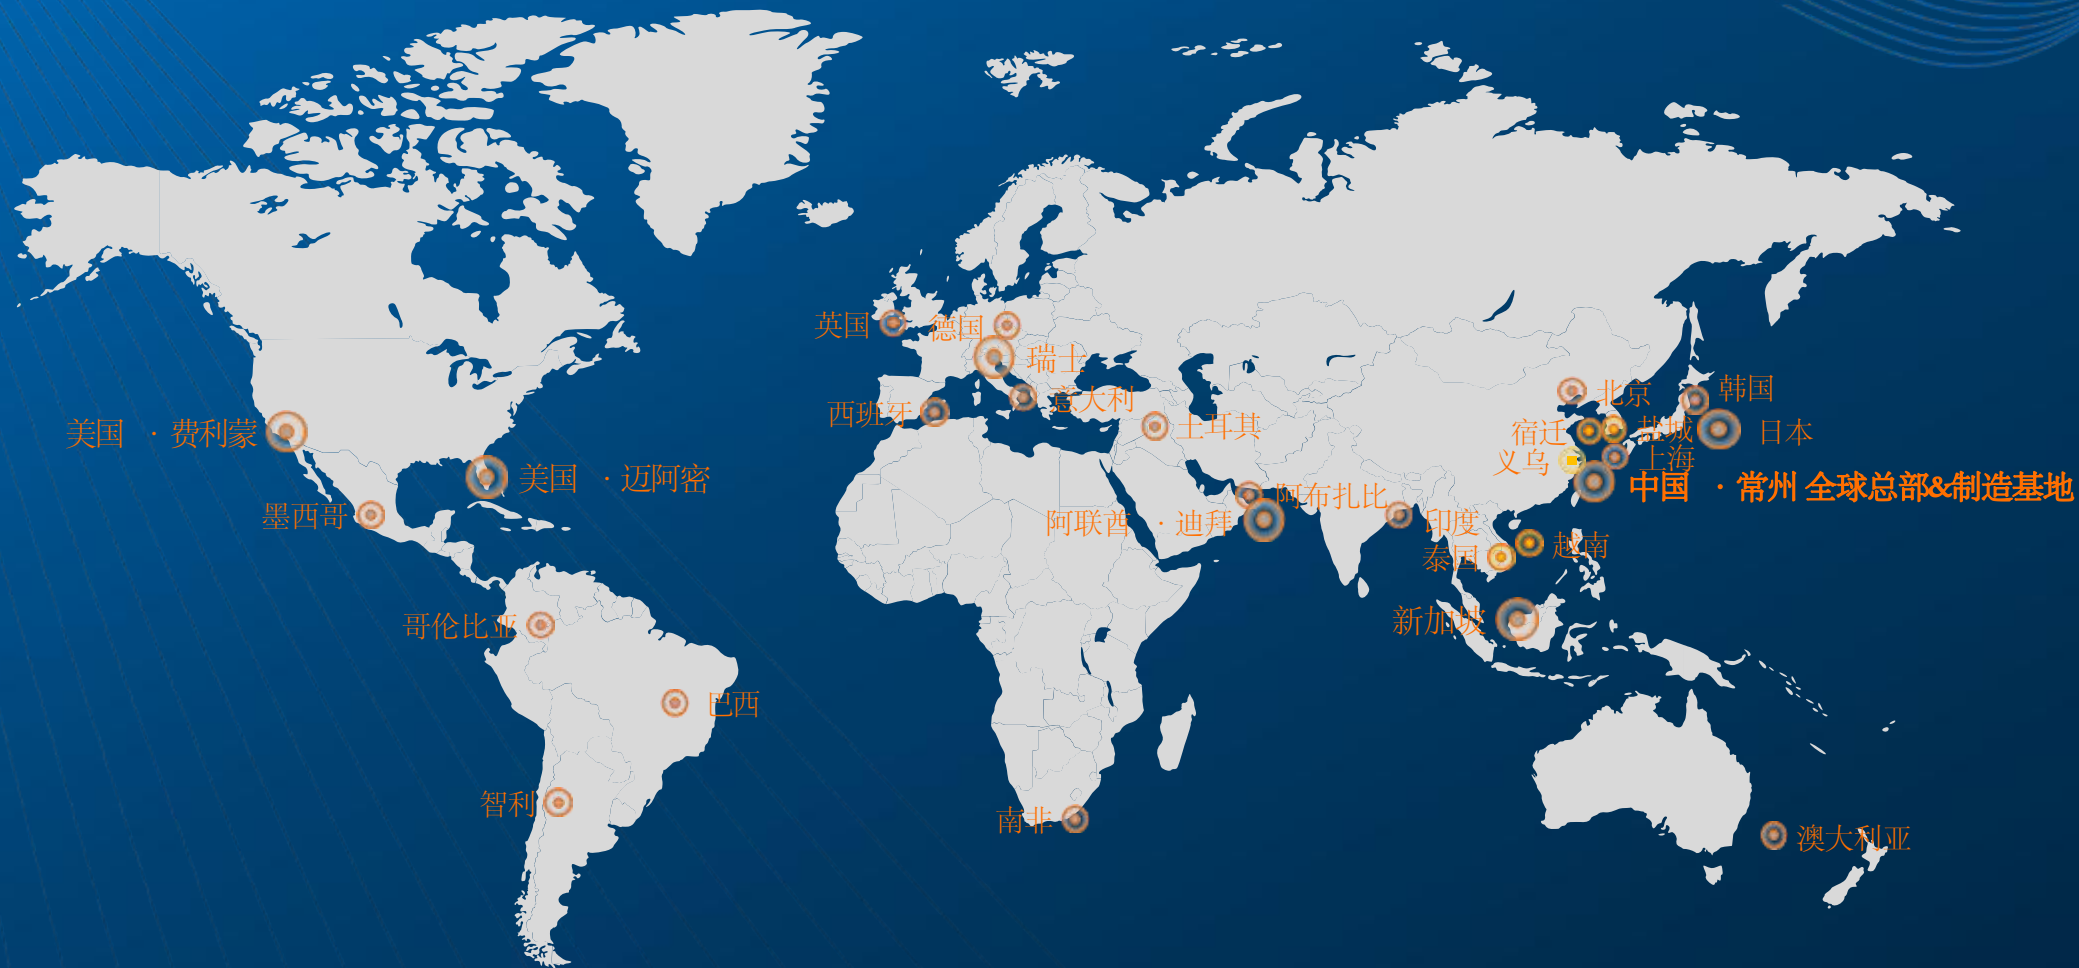 英国
德国
瑞士
西班牙
意大利
土耳其
北京
韩国
美国 · 费利蒙
宿迁
盐城
日本
义乌
上海
美国 · 迈阿密
中国 · 常州 全球总部&制造基地
墨西哥
阿布扎比
阿联酋 · 迪拜
印度
泰国
越南
哥伦比亚
新加坡
巴西
智利
南非
澳大利亚